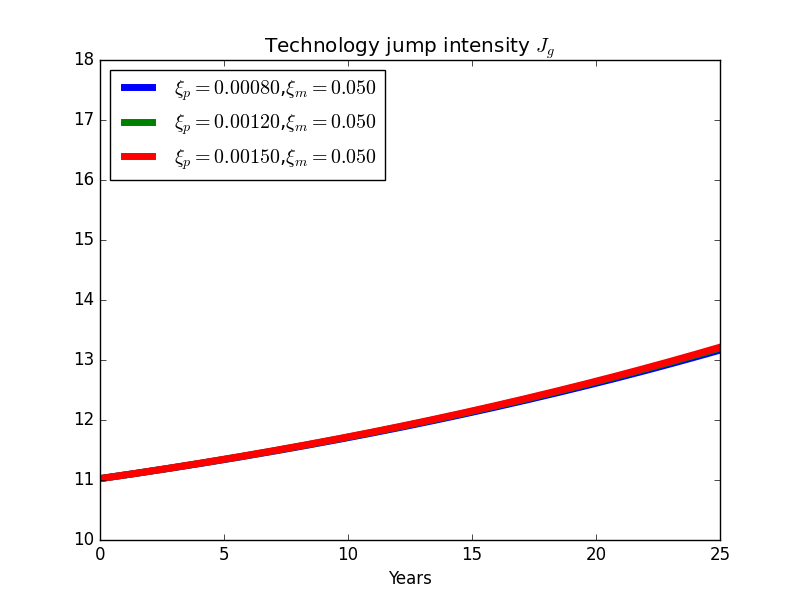 Technology jump intensity J_g
18
ξ_p = 0.00080,ξ_m = 0.050
17
ξ_p = 0.00120,ξ_m = 0.050
ξ_p = 0.00150,ξ_m = 0.050
16
15
14
13
12
11
10
0 5 10 15 20 25
Years